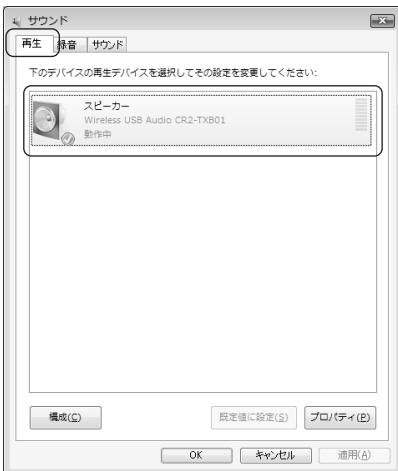 サウンド
再生 録音 サウンド
下のデバイスの再生デバイスを選択してその設定を変更してください:
スピーカー
Wireless USB Audio CR2-TXB01
動作中
構成(C) 既定値に設定(S) プロパティ(P)
OK キャンセル 適用(A)